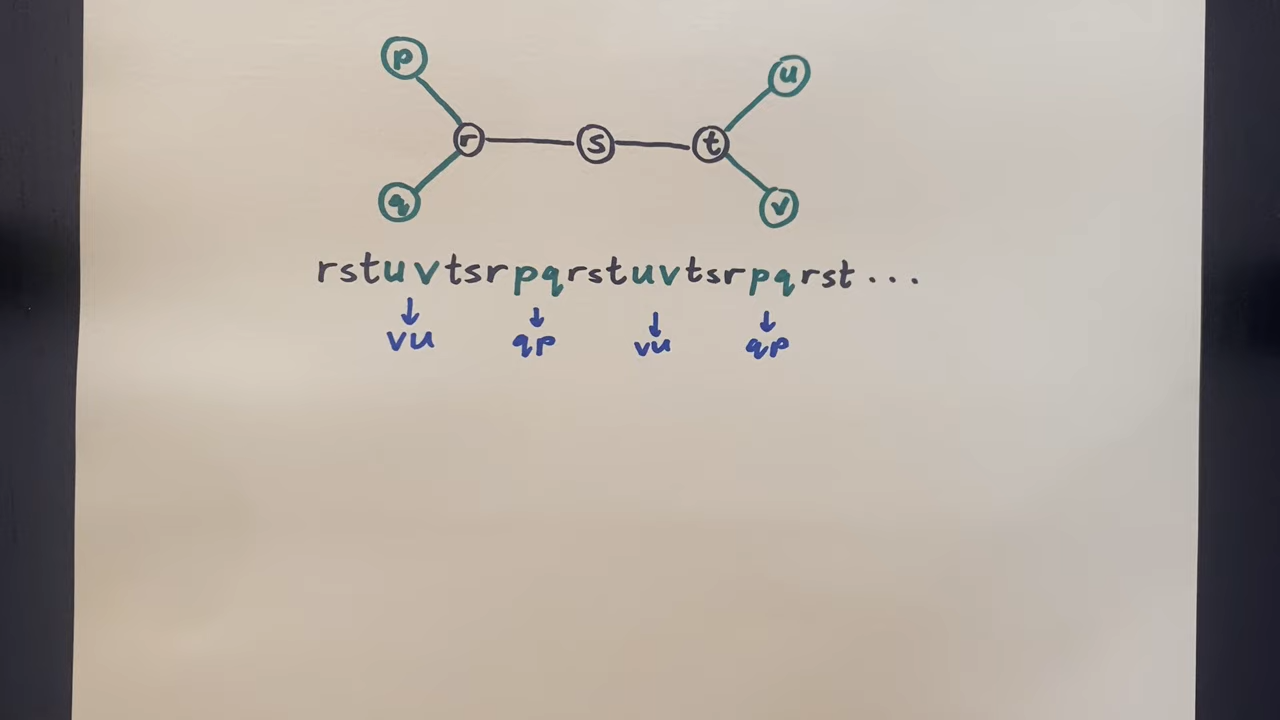 p u
r s t
q v
rstuvtsrpqrstuvtsrpqrst...
↓ ↓ ↓ ↓
vu qp vu qp